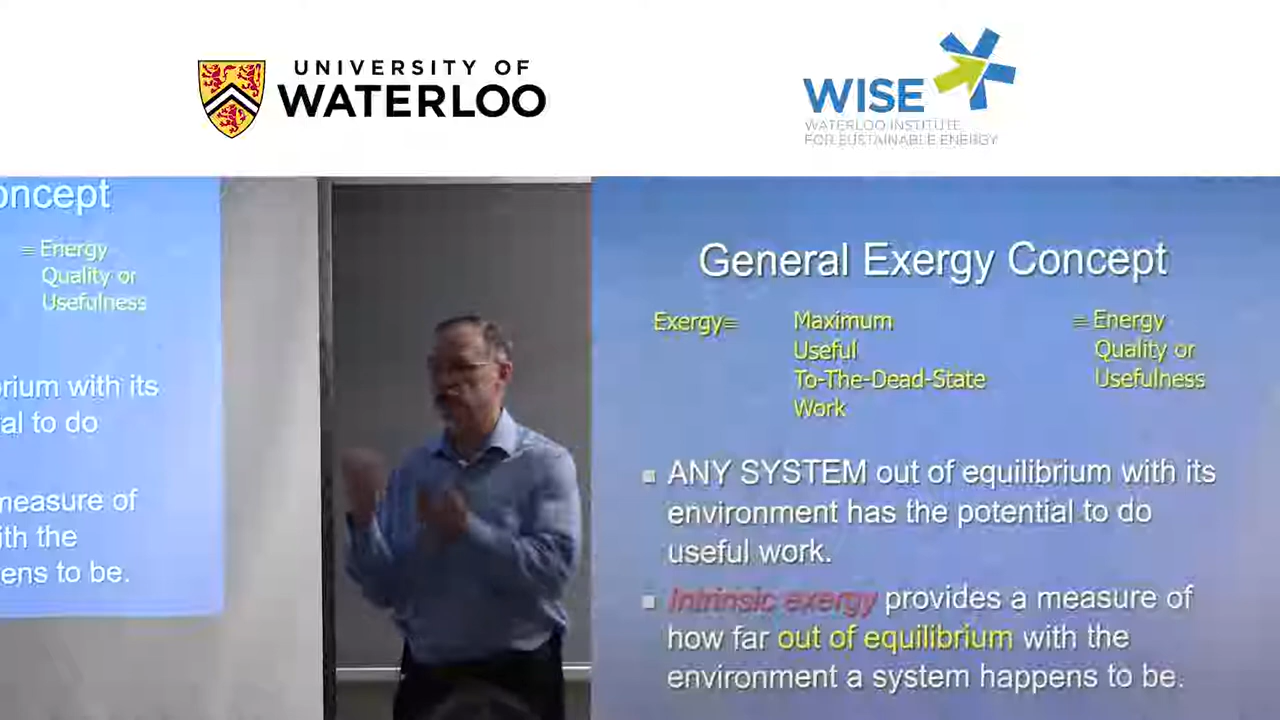 UNIVERSITY OF
WATERLOO
WISE
WATERLOO INSTITUTE
FOR SUSTAINABLE ENERGY
oncept
≡ Energy
Quality or
Usefulness
brium with its
al to do
measure of
ith the
ens to be.
General Exergy Concept
Exergy≡ Maximum ≡ Energy
Useful Quality or
To-The-Dead-State Usefulness
Work
ANY SYSTEM out of equilibrium with its
environment has the potential to do
useful work.
Intrinsic exergy provides a measure of
how far out of equilibrium with the
environment a system happens to be.